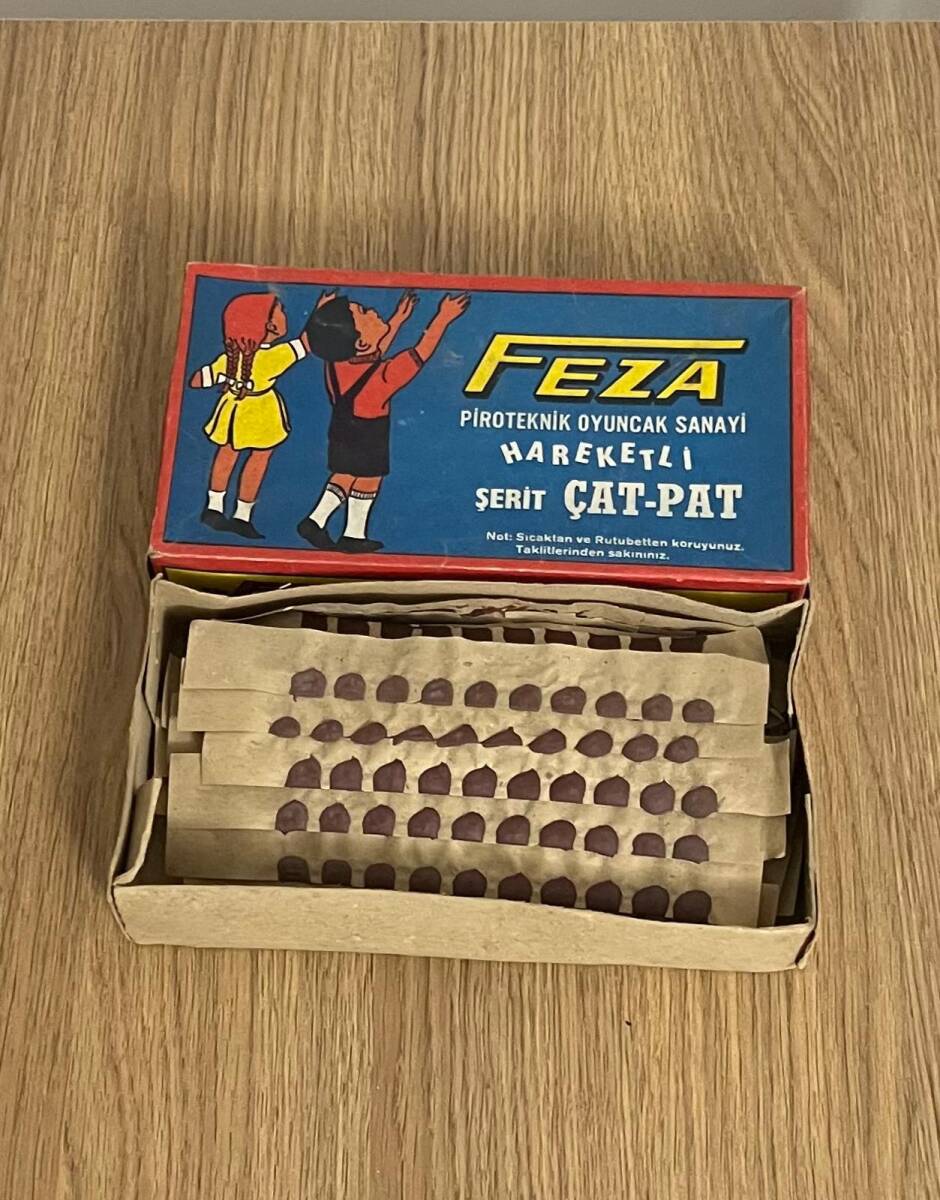 FEZA
PİROTEKNİK OYUNCAK SANAYİ
HAREKETLİ
ŞERİT ÇAT-PAT
Not: Sıcaktan ve Rutubetten koruyunuz.
Taklitlerinden sakınınız.